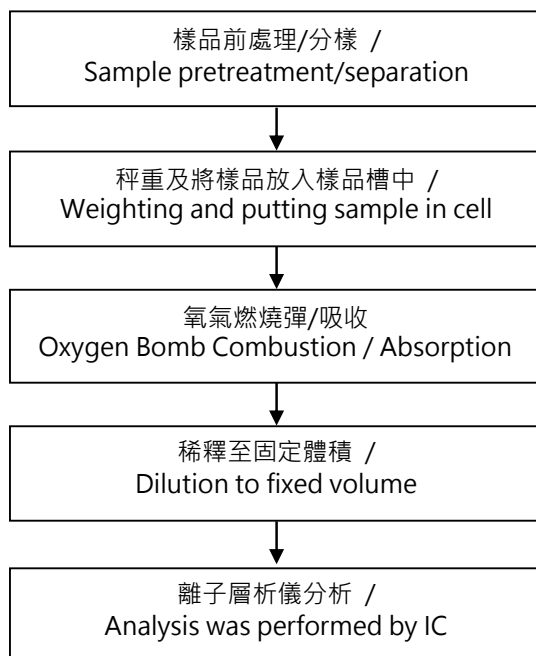 樣品前處理/分樣 /
Sample pretreatment/separation
秤重及將樣品放入樣品槽中 /
Weighting and putting sample in cell
氧氣燃燒彈/吸收
Oxygen Bomb Combustion / Absorption
稀釋至固定體積 /
Dilution to fixed volume
離子層析儀分析 /
Analysis was performed by IC